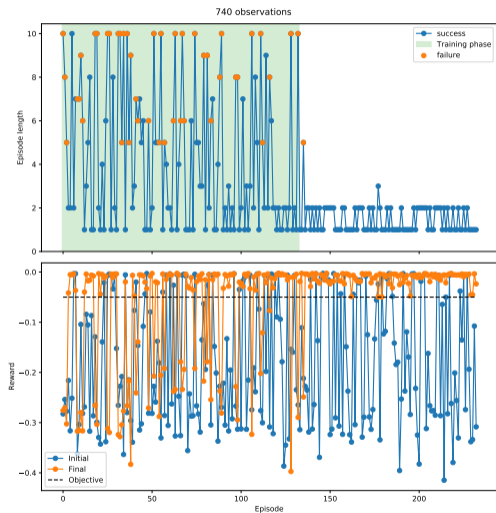 740 observations
Episode length
10
8
6
4
2
0
success
Training phase
failure
Reward
0.0
−0.1
−0.2
−0.3
−0.4
Initial
Final
Objective
0
50
100
150
200
Episode